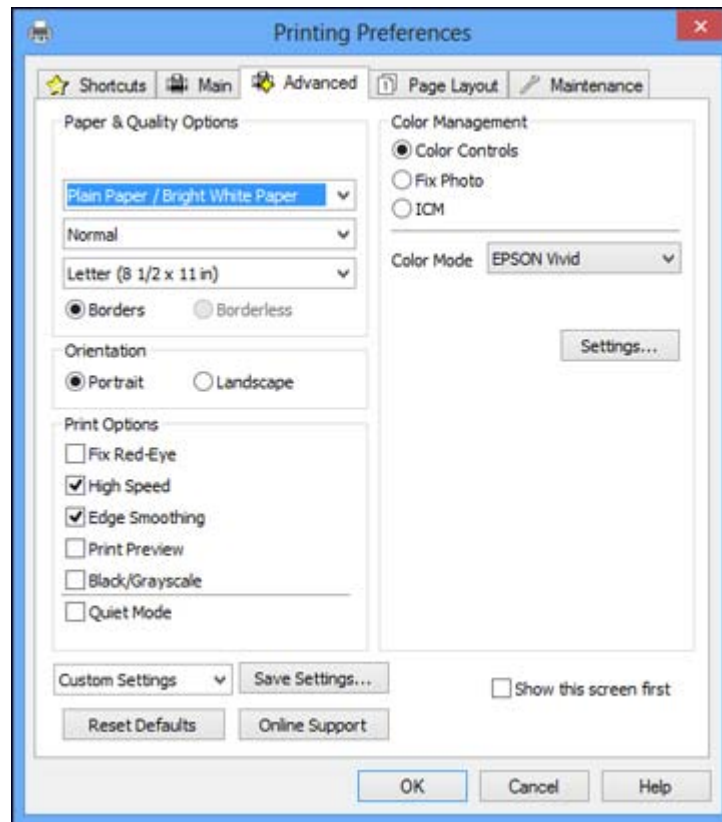 Printing Preferences
Shortcuts
Main
Advanced
1 Page Layout
Maintenance
Paper & Quality Options
Plain Paper / Bright White Paper
Normal
Letter (8 1/2 x 11 in)
Borders
Borderless
Orientation
Portrait
Landscape
Print Options
Fix Red-Eye
High Speed
Edge Smoothing
Print Preview
Black/Grayscale
Quiet Mode
Color Management
Color Controls
Fix Photo
ICM
Color Mode
EPSON Vivid
Settings...
Custom Settings
Save Settings...
Show this screen first
Reset Defaults
Online Support
OK
Cancel
Help